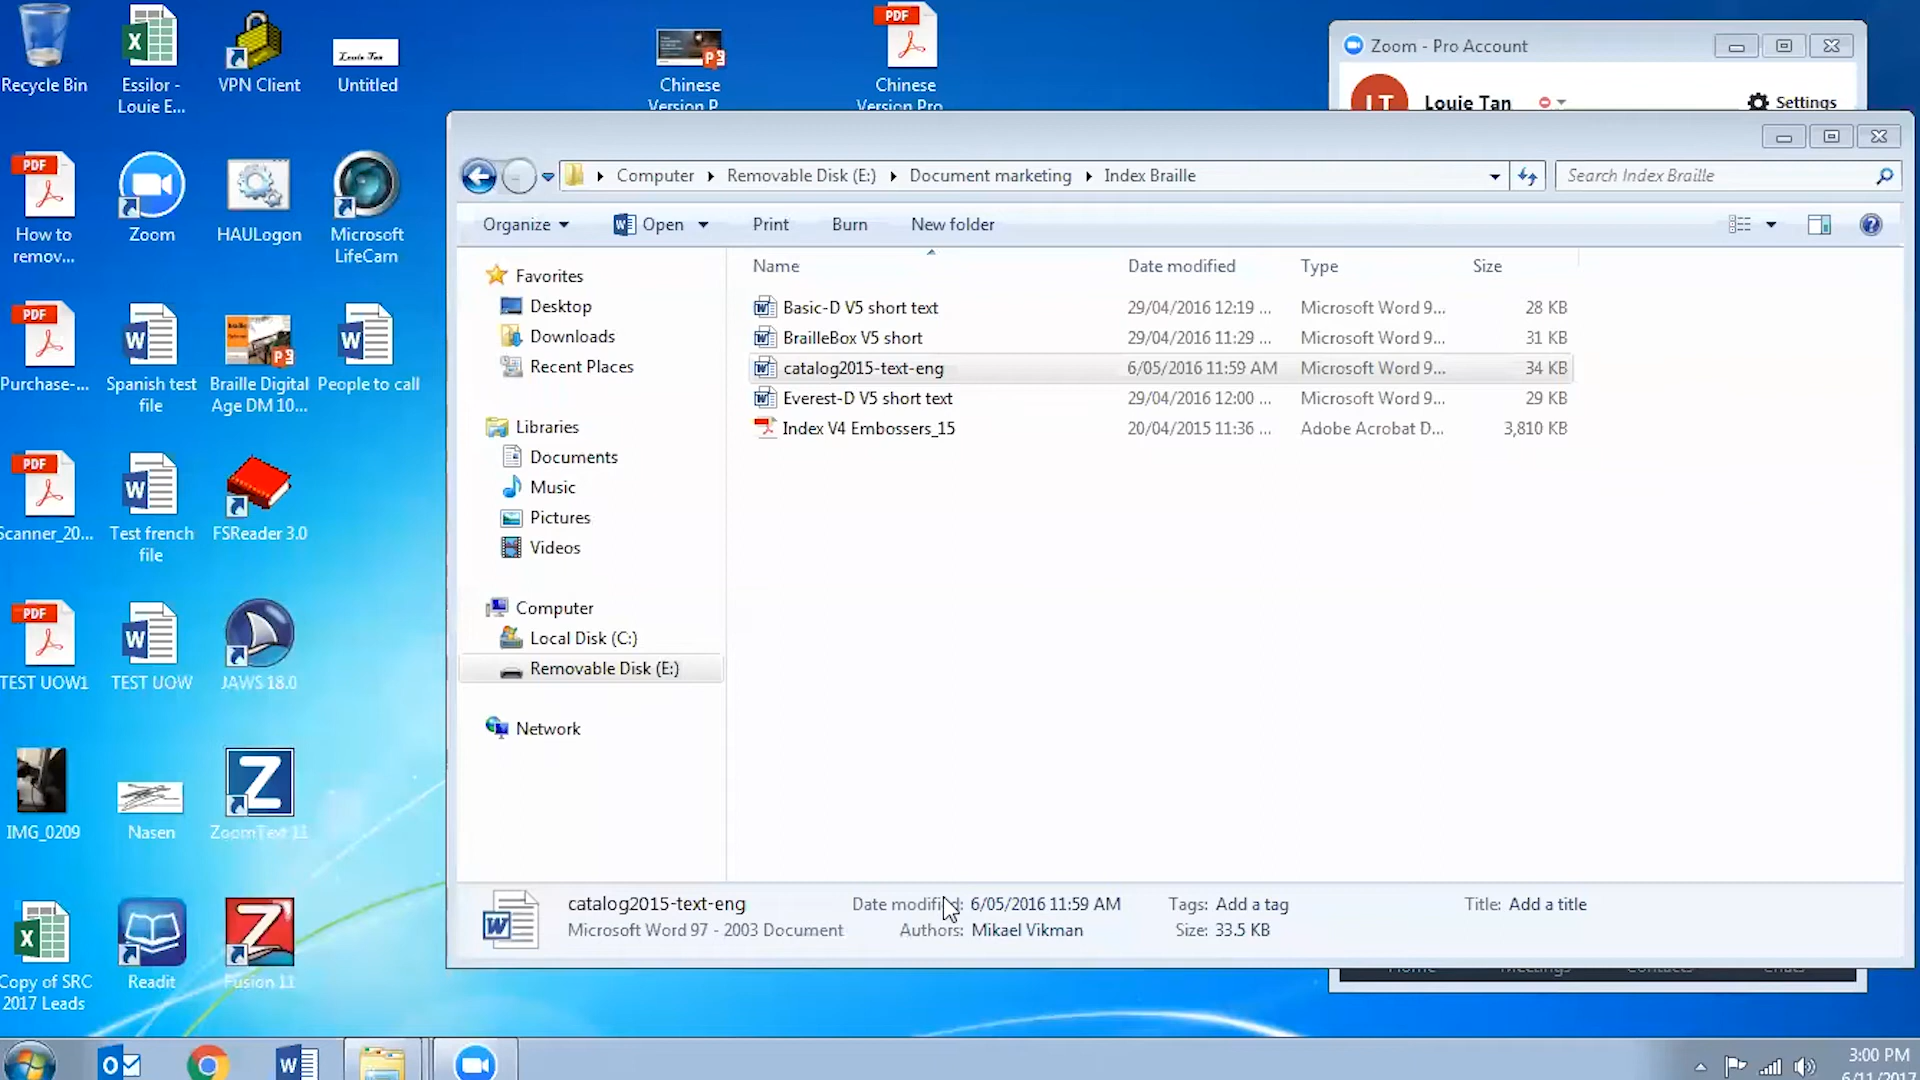 Recycle Bin
Essilor -
Louie E...
VPN Client
Untitled
Chinese
Version P...
Chinese
Version Pro...
How to
remov...
Zoom
HAULogon
Microsoft
LifeCam
Purchase-...
Spanish test
file
Braille Digital
Age DM 10...
People to call
Scanner_20...
Test french
file
FSReader 3.0
TEST UOW1
TEST UOW
JAWS 18.0
IMG_0209
Nasen
ZoomText 11
Copy of SRC
2017 Leads
Readit
Fusion 11
Zoom - Pro Account
LT
Louie Tan
Settings
Computer
Removable Disk (E:)
Document marketing
Index Braille
Search Index Braille
Organize
Open
Print
Burn
New folder
Favorites
Desktop
Downloads
Recent Places
Libraries
Documents
Music
Pictures
Videos
Computer
Local Disk (C:)
Removable Disk (E:)
Network
Name Date modified Type Size
Basic-D V5 short text 29/04/2016 12:19 ... Microsoft Word 9... 28 KB
BrailleBox V5 short 29/04/2016 11:29 ... Microsoft Word 9... 31 KB
catalog2015-text-eng 6/05/2016 11:59 AM Microsoft Word 9... 34 KB
Everest-D V5 short text 29/04/2016 12:00 ... Microsoft Word 9... 29 KB
Index V4 Embossers_15 20/04/2015 11:36 ... Adobe Acrobat D... 3,810 KB
catalog2015-text-eng Date modified: 6/05/2016 11:59 AM Tags: Add a tag Title: Add a title
Microsoft Word 97 - 2003 Document Authors: Mikael Vikman Size: 33.5 KB
Home Meetings Contacts Chats
3:00 PM
6/11/2017